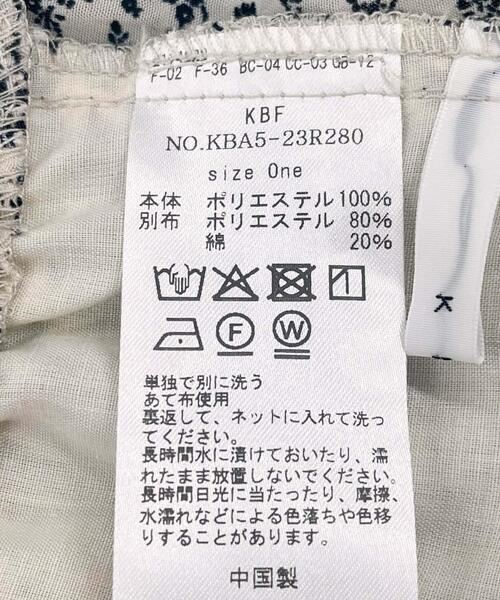 F-02 F-36 BC-04 CC-03 GB-V2
KBF
NO.KBA5-23R280
size One
本体 ポリエステル 100%
別布 ポリエステル 80%
綿 20%
F W
単独で別に洗う
あて布使用
裏返して、ネットに入れて洗っ
てください。
長時間水に漬けておいたり、濡
れたまま放置しないでください。
長時間日光に当たったり、摩擦、
水濡れなどによる色落ちや色移
りすることがあります。
中国製
K